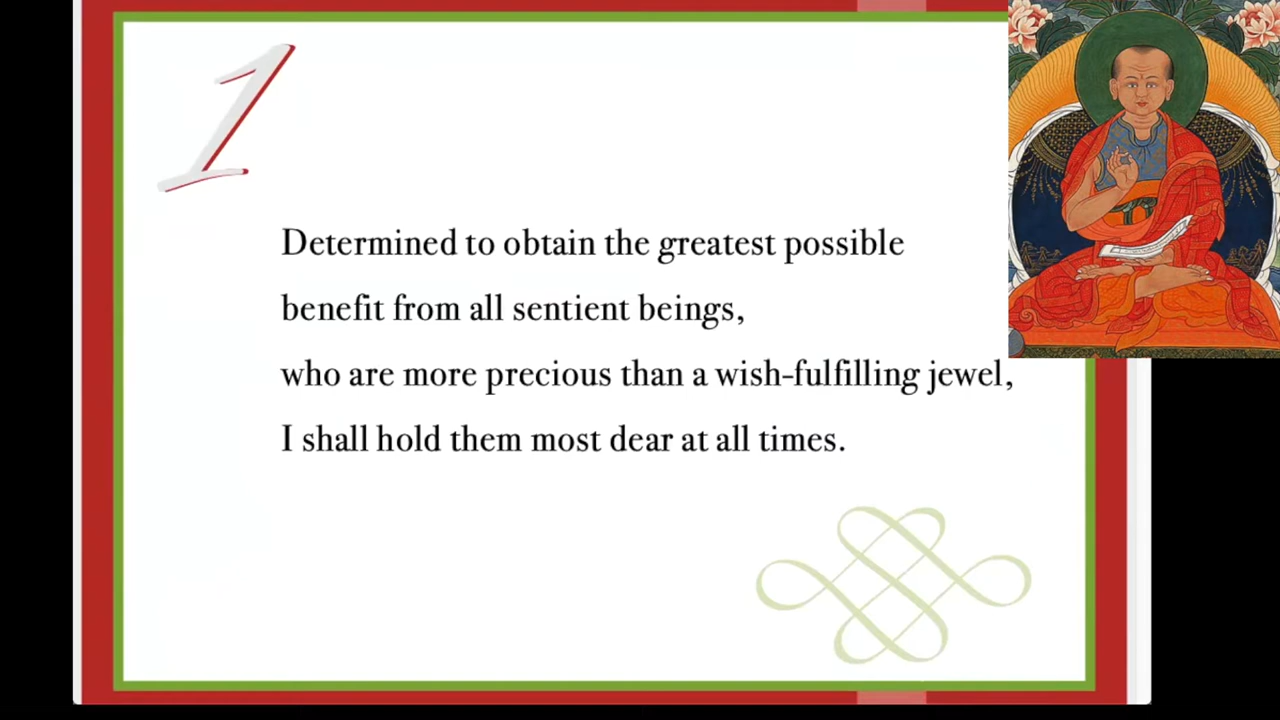 1
Determined to obtain the greatest possible
benefit from all sentient beings,
who are more precious than a wish-fulfilling jewel,
I shall hold them most dear at all times.